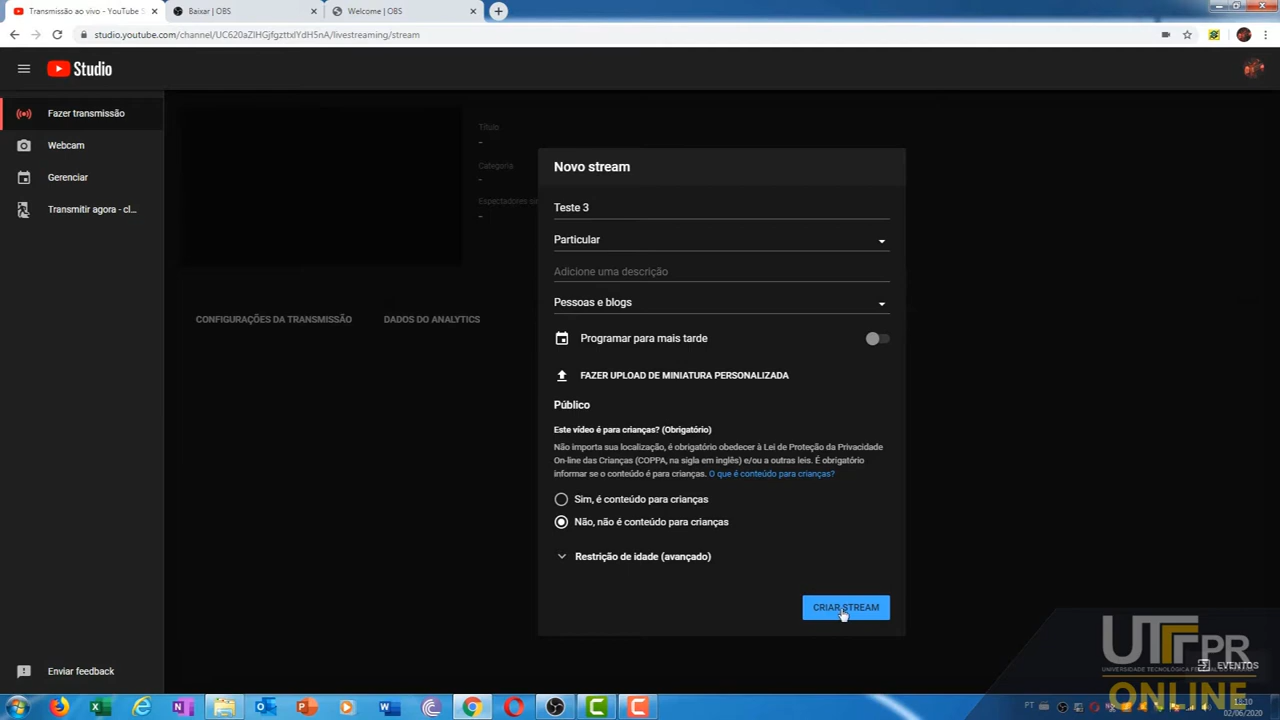 Transmissão ao vivo - YouTube S
Baixar | OBS
Welcome | OBS
studio.youtube.com/channel/UC620aZIHGjfgzttxIYdH5nA/livestreaming/stream
Studio
Fazer transmissão
Webcam
Gerenciar
Transmitir agora - cl...
Título
-
Categoria
-
Espectadores si
-
CONFIGURAÇÕES DA TRANSMISSÃO
DADOS DO ANALYTICS
Novo stream
Teste 3
Particular
Adicione uma descrição
Pessoas e blogs
Programar para mais tarde
FAZER UPLOAD DE MINIATURA PERSONALIZADA
Público
Este vídeo é para crianças? (Obrigatório)
Não importa sua localização, é obrigatório obedecer à Lei de Proteção da Privacidade
On-line das Crianças (COPPA, na sigla em inglês) e/ou a outras leis. É obrigatório
informar se o conteúdo é para crianças. O que é conteúdo para crianças?
Sim, é conteúdo para crianças
Não, não é conteúdo para crianças
Restrição de idade (avançado)
CRIAR STREAM
Enviar feedback
UTFPR
UNIVERSIDADE TECNOLÓGICA FEDERAL DO PARANÁ
EVENTOS
ONLINE
PT
02/06/2020